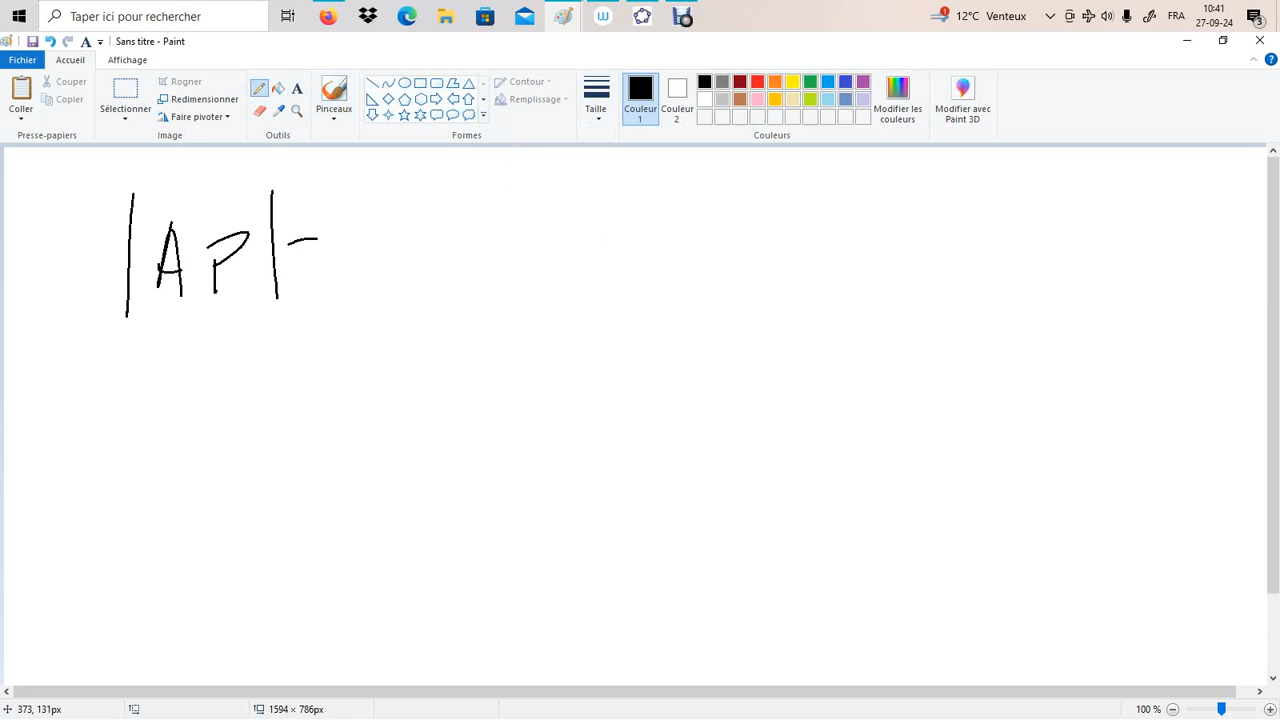 Taper ici pour rechercher 12°C Venteux FRA 10:41 27-09-24 3
Sans titre - Paint
Fichier Accueil Affichage
Coller Couper Copier Sélectionner Rogner Redimensionner Faire pivoter A Pinceaux Contour Remplissage Taille Couleur 1 Couleur 2 Modifier les couleurs Modifier avec Paint 3D
Presse-papiers Image Outils Formes Couleurs
|AP| -
373, 131px 1594 × 786px 100 %